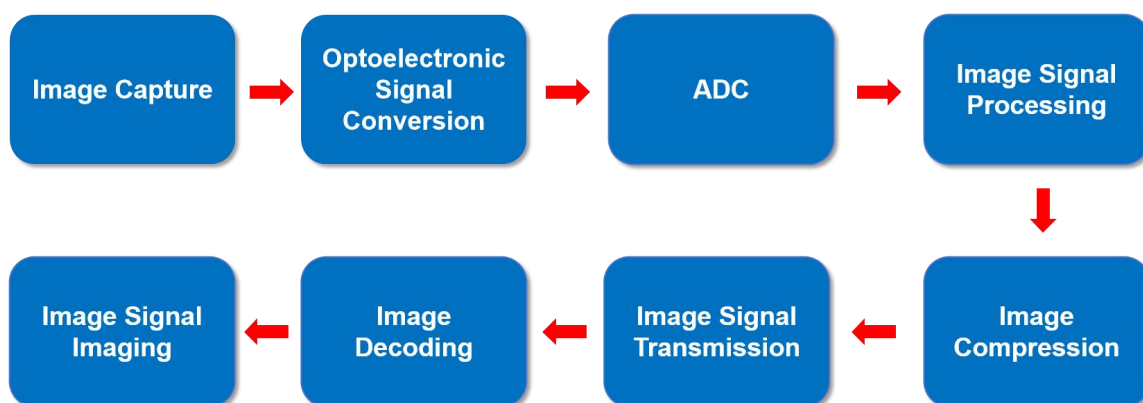 Image Capture
Optoelectronic
Signal
Conversion
ADC
Image Signal
Processing
Image
Compression
Image Signal
Transmission
Image
Decoding
Image Signal
Imaging